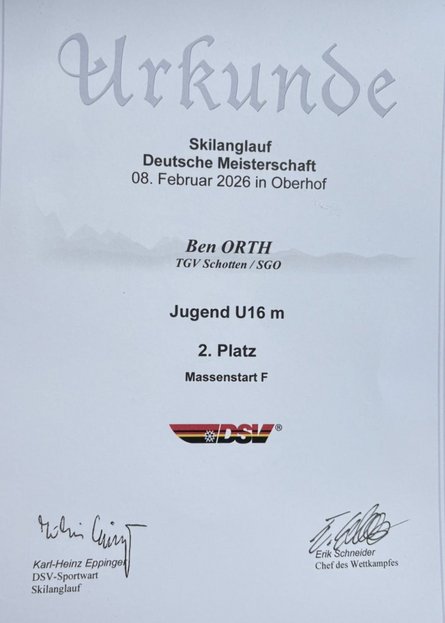 Urkunde
Skilanglauf
Deutsche Meisterschaft
08. Februar 2026 in Oberhof
Ben ORTH
TGV Schotten / SGO
Jugend U16 m
2. Platz
Massenstart F
DSV®
Karl-Heinz Eppinger
DSV-Sportwart
Skilanglauf
Erik Schneider
Chef des Wettkampfes